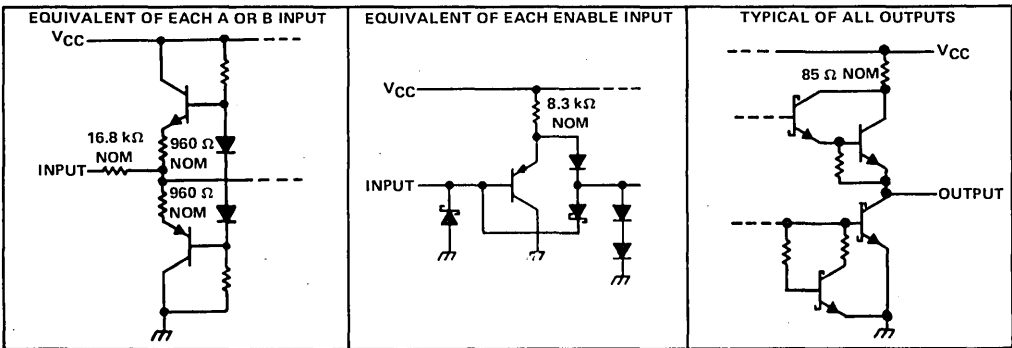 EQUIVALENT OF EACH A OR B INPUT
VCC
16.8 kΩ
NOM
960 Ω
NOM
INPUT
960 Ω
NOM
EQUIVALENT OF EACH ENABLE INPUT
VCC
8.3 kΩ
NOM
INPUT
TYPICAL OF ALL OUTPUTS
VCC
85 Ω NOM
OUTPUT